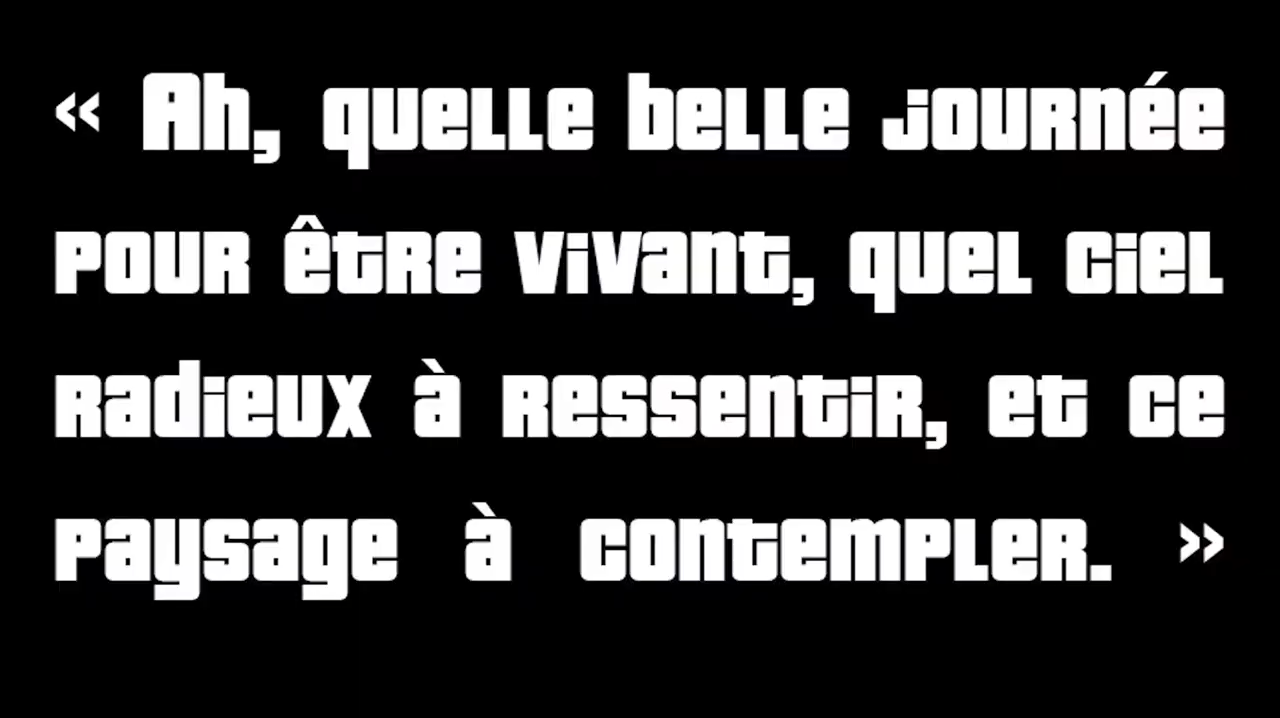 « Ah, quelle belle journée
pour être vivant, quel ciel
radieux à ressentir, et ce
paysage à contempler. »